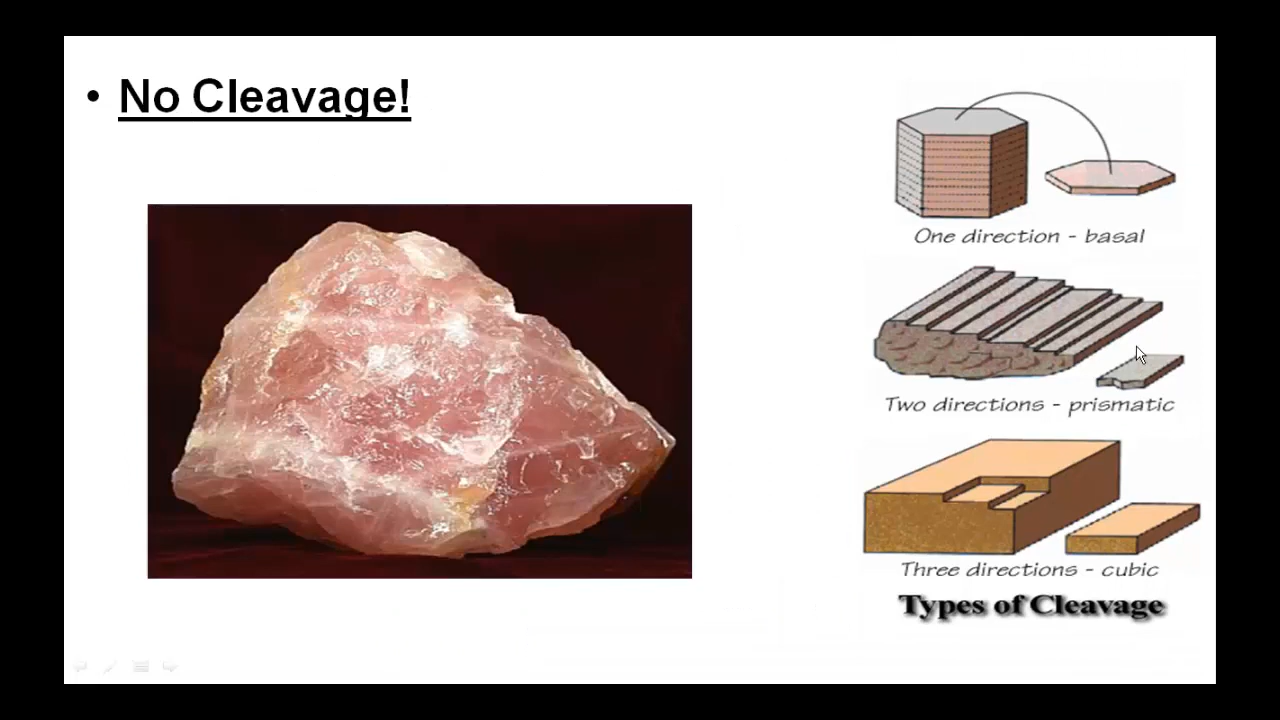 • No Cleavage!
One direction - basal
Two directions - prismatic
Three directions - cubic
Types of Cleavage